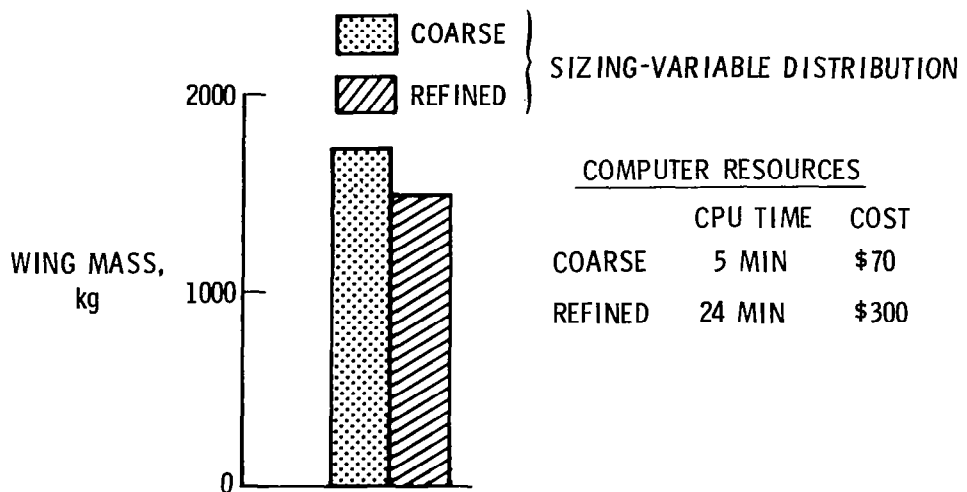 COARSE
REFINED
SIZING-VARIABLE DISTRIBUTION
2000
1000
0
WING MASS,
kg
COMPUTER RESOURCES
CPU TIME COST
COARSE 5 MIN $70
REFINED 24 MIN $300